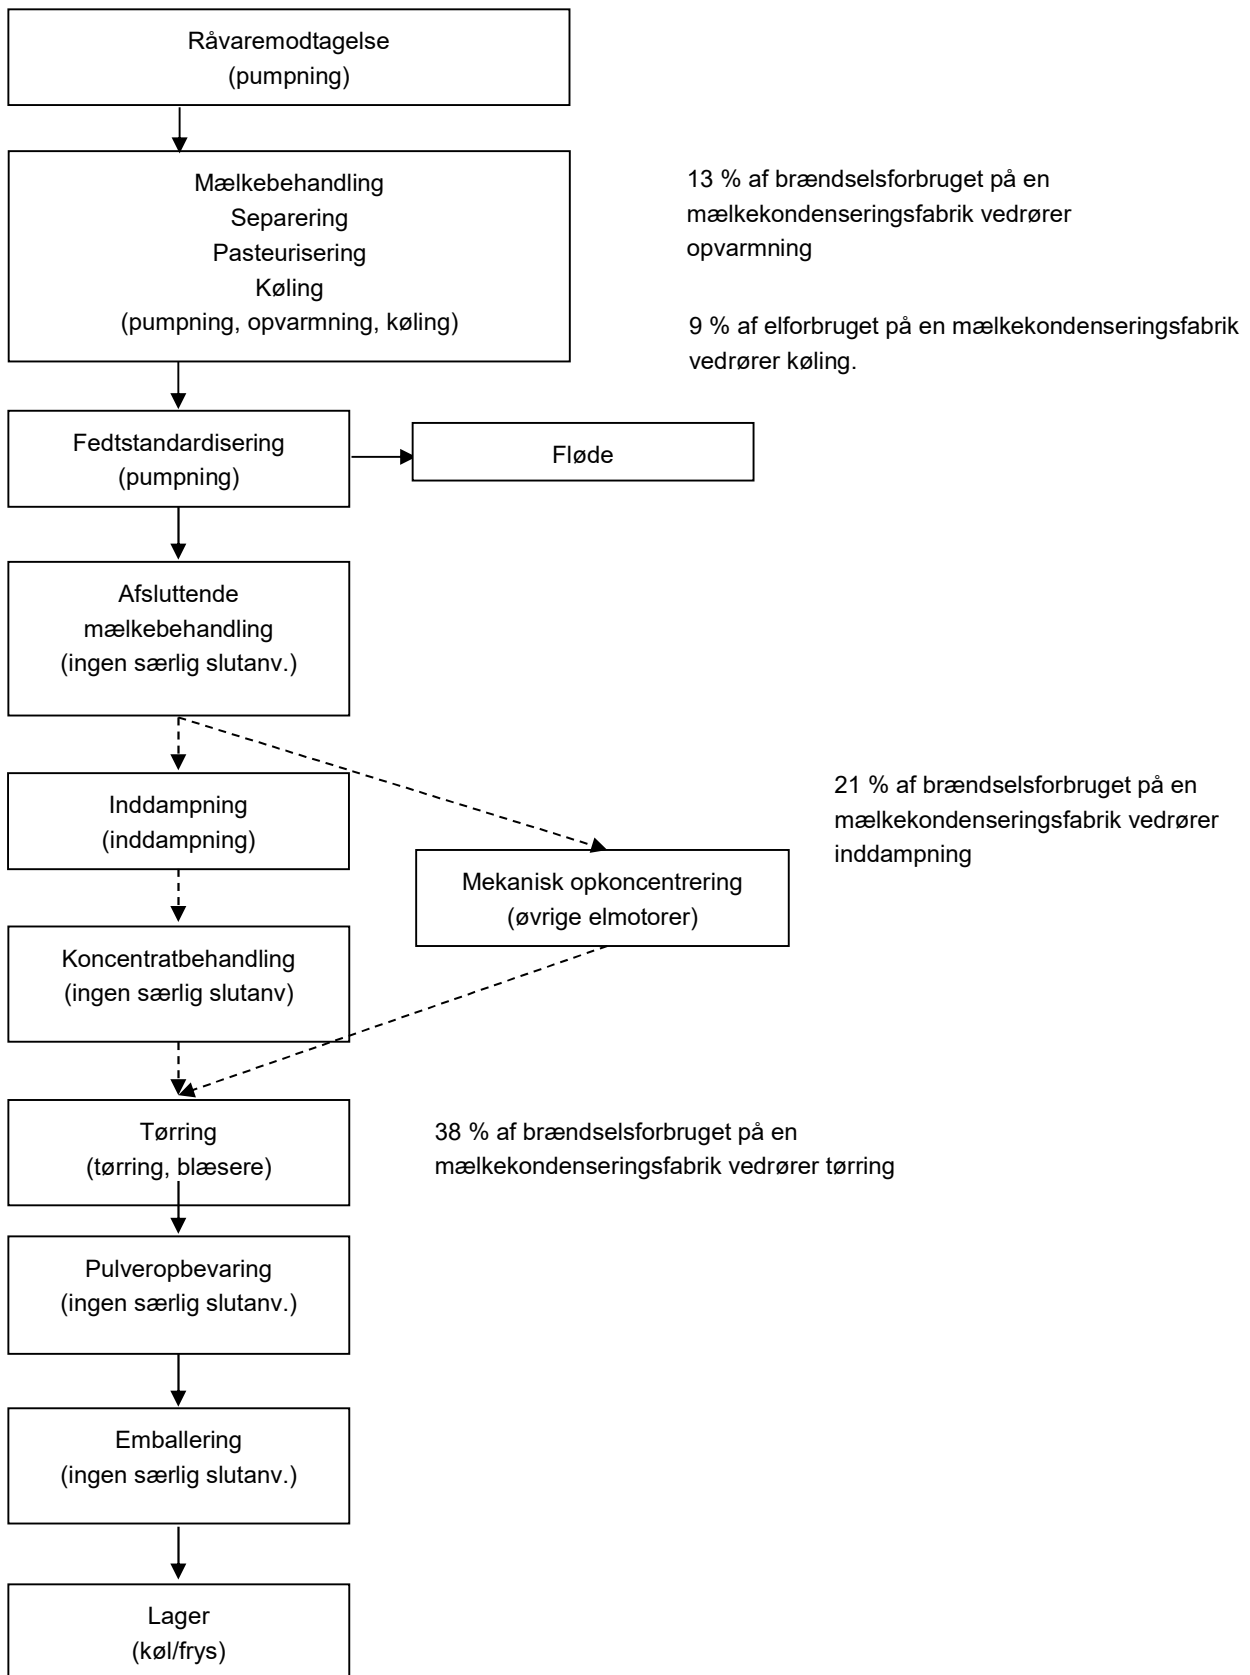 Råvaremodtagelse
(pumpning)
Mælkebehandling
Separering
Pasteurisering
Køling
(pumpning, opvarmning, køling)
13 % af brændselsforbruget på en
mælkekondenseringsfabrik vedrører
opvarmning
9 % af elforbruget på en mælkekondenseringsfabrik
vedrører køling.
Fedtstandardisering
(pumpning)
Fløde
Afsluttende
mælkebehandling
(ingen særlig slutanv.)
Inddampning
(inddampning)
21 % af brændselsforbruget på en
mælkekondenseringsfabrik vedrører
inddampning
Mekanisk opkoncentrering
(øvrige elmotorer)
Koncentratbehandling
(ingen særlig slutanv)
Tørring
(tørring, blæsere)
38 % af brændselsforbruget på en
mælkekondenseringsfabrik vedrører tørring
Pulveropbevaring
(ingen særlig slutanv.)
Emballering
(ingen særlig slutanv.)
Lager
(køl/frys)